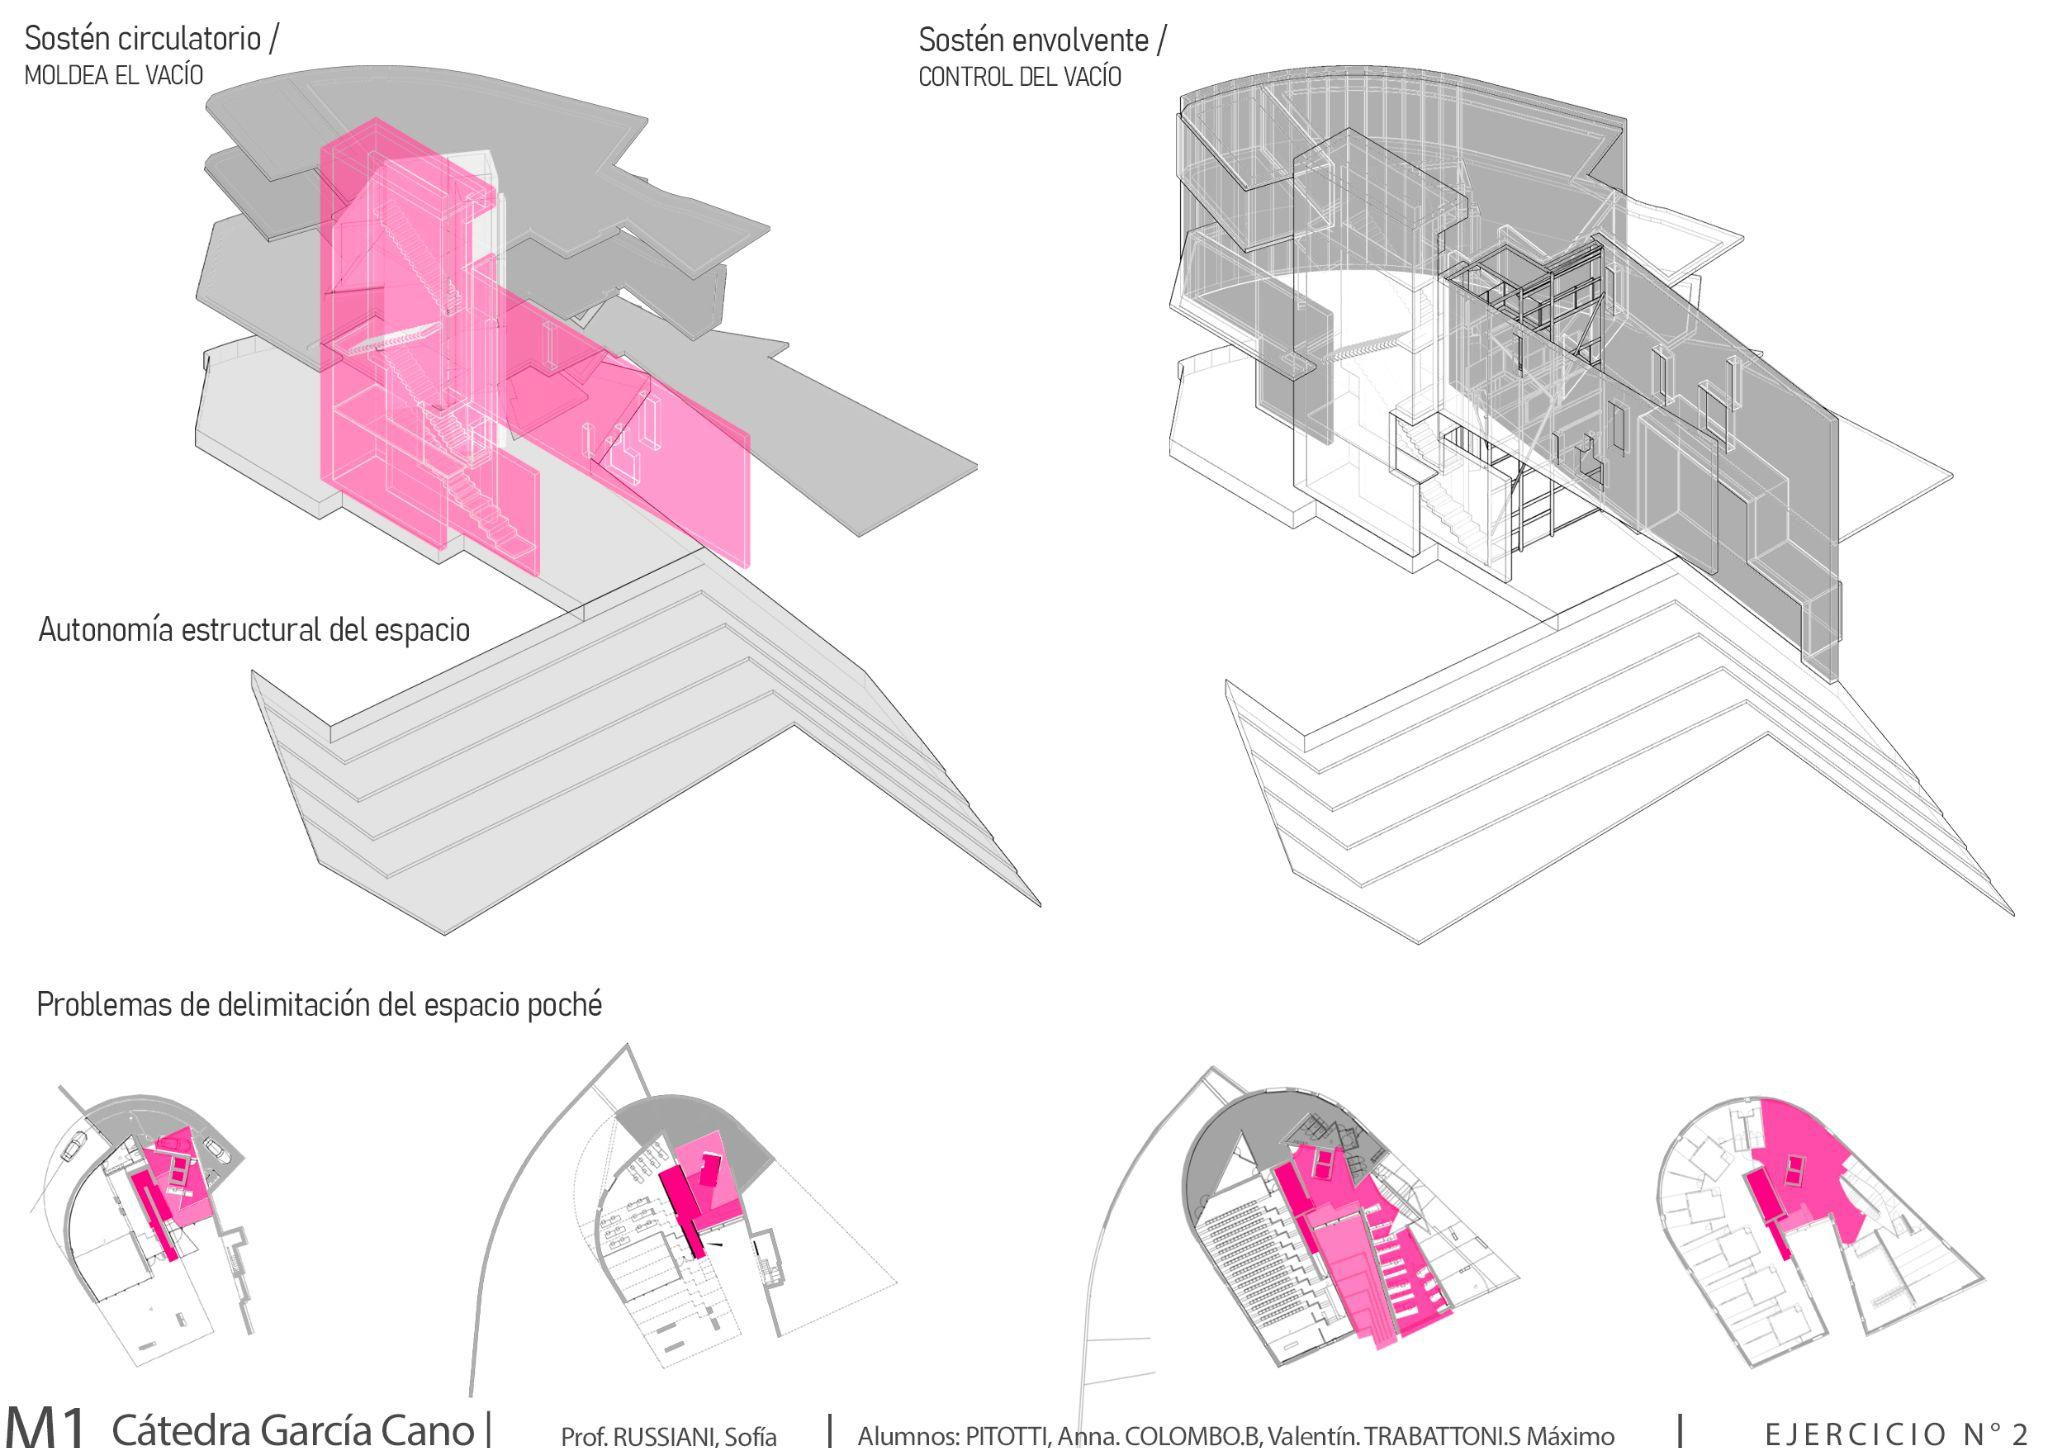 Sostén circulatorio /
MOLDEA EL VACÍO
Sostén envolvente /
CONTROL DEL VACÍO
Autonomía estructural del espacio
Problemas de delimitación del espacio poché
M1 Cátedra García Cano | Prof. RUSSIANI, Sofía | Alumnos: PITOTTI, Anna. COLOMBO.B, Valentín. TRABATTONI.S Máximo | EJERCICIO N° 2